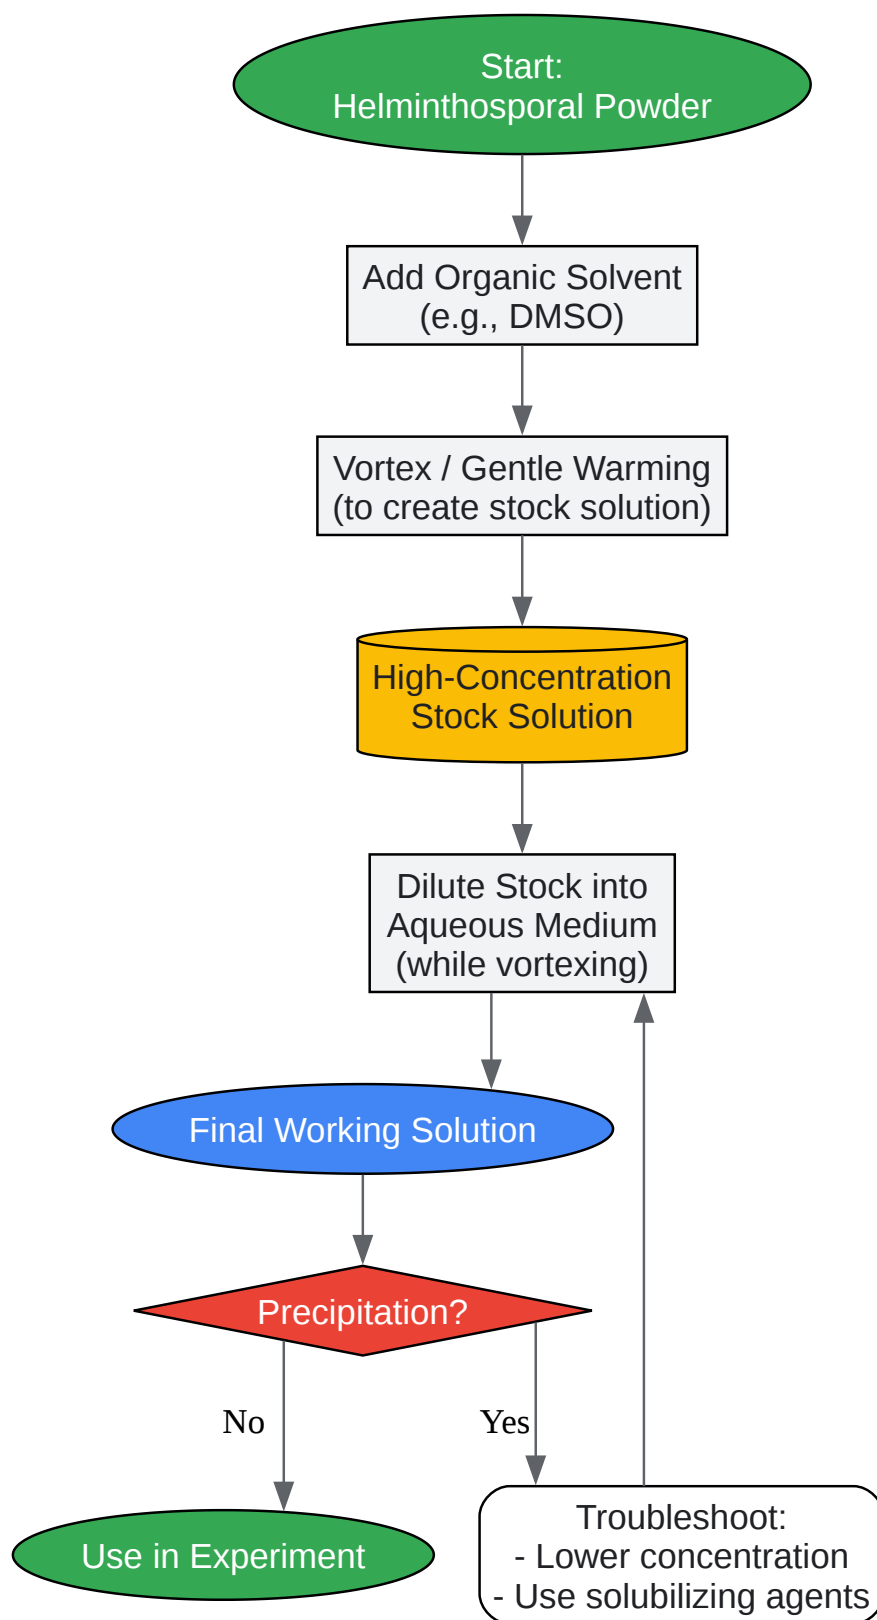 Start:
Helminthosporal Powder
Add Organic Solvent
(e.g., DMSO)
Vortex / Gentle Warming
(to create stock solution)
High-Concentration
Stock Solution
Dilute Stock into
Aqueous Medium
(while vortexing)
Final Working Solution
Precipitation?
No
Yes
Use in Experiment
Troubleshoot:
- Lower concentration
- Use solubilizing agents